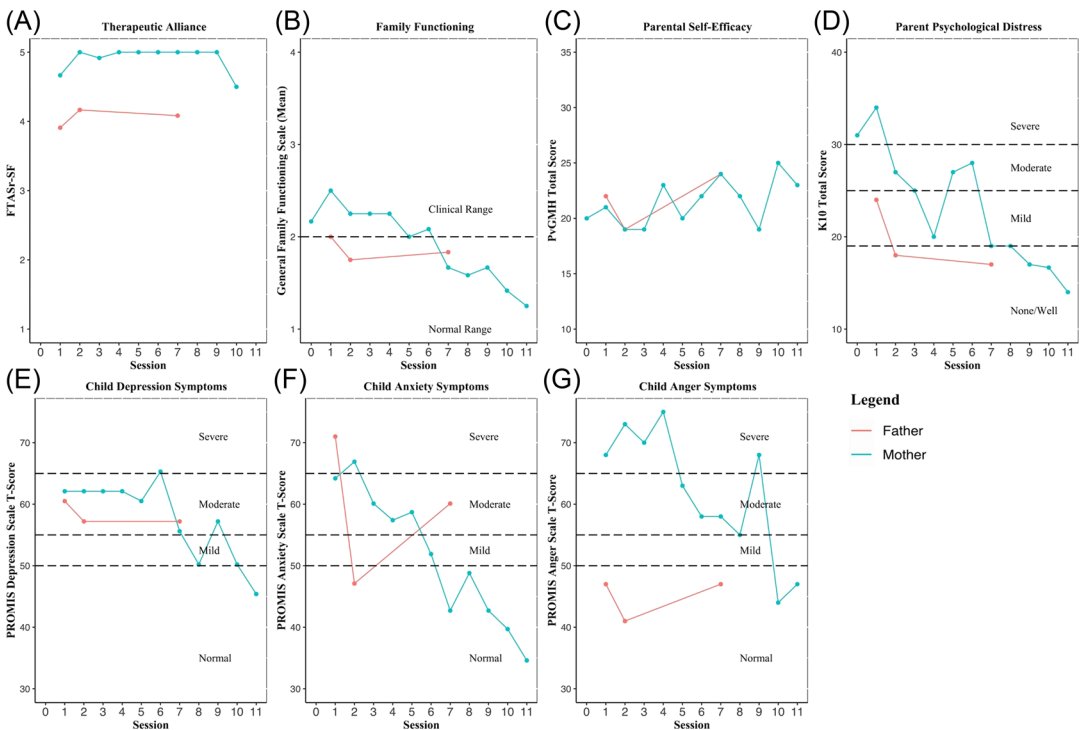 (A) Therapeutic Alliance
FTASr-SF
5
4
3
2
1
0 1 2 3 4 5 6 7 8 9 10 11
Session
(B) Family Functioning
General Family Functioning Scale (Mean)
4
3
2
1
Clinical Range
Normal Range
0 1 2 3 4 5 6 7 8 9 10 11
Session
(C) Parental Self-Efficacy
PvGMH Total Score
35
30
25
20
15
10
0 1 2 3 4 5 6 7 8 9 10 11
Session
(D) Parent Psychological Distress
K10 Total Score
40
30
20
10
Severe
Moderate
Mild
None/Well
0 1 2 3 4 5 6 7 8 9 10 11
Session
(E) Child Depression Symptoms
PROMIS Depression Scale T-Score
70
60
50
40
30
Severe
Moderate
Mild
Normal
0 1 2 3 4 5 6 7 8 9 10 11
Session
(F) Child Anxiety Symptoms
PROMIS Anxiety Scale T-Score
70
60
50
40
30
Severe
Moderate
Mild
Normal
0 1 2 3 4 5 6 7 8 9 10 11
Session
(G) Child Anger Symptoms
PROMIS Anger Scale T-Score
70
60
50
40
30
Severe
Moderate
Mild
Normal
0 1 2 3 4 5 6 7 8 9 10 11
Session
Legend
Father
Mother